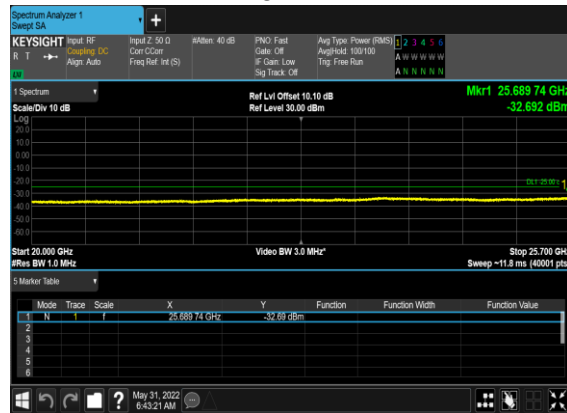 Spectrum Analyzer 1
Swept SA
+
KEYSIGHT Input: RF Input Z: 50 Ω #Atten: 40 dB PNO: Fast Avg Type: Power (RMS) 1 2 3 4 5 6
R T Coupling: DC Corr CCorr Gate: Off Avg|Hold: 100/100 A W W W W W
Align: Auto Freq Ref: Int (S) IF Gain: Low Trig: Free Run
Sig Track: Off A N N N N N
1 Spectrum
Ref Lvl Offset 10.10 dB Mkr1 25.689 74 GHz
Scale/Div 10 dB Ref Level 30.00 dBm -32.692 dBm
Log
20.0
10.0
0.00
-10.0
-20.0
DL1 -25.00
1
-30.0
-40.0
-50.0
-60.0
Start 20.000 GHz Video BW 3.0 MHz* Stop 25.700 GHz
#Res BW 1.0 MHz Sweep ~11.8 ms (40001 pts)
5 Marker Table
Mode Trace Scale X Y Function Function Width Function Value
1 N 1 f 25.689 74 GHz -32.69 dBm
2
3
4
5
6
? May 31, 2022
6:43:21 AM